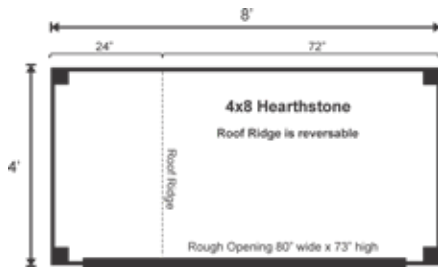 8'
24"
72"
4x8 Hearthstone
Roof Ridge is reversable
4'
Roof Ridge
Rough Opening 80" wide x 73" high